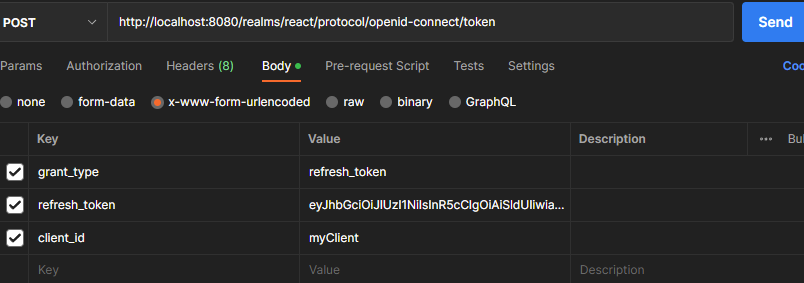 POST http://localhost:8080/realms/react/protocol/openid-connect/token Send
Params Authorization Headers (8) Body Pre-request Script Tests Settings Coo
none form-data x-www-form-urlencoded raw binary GraphQL
Key Value Description Bul
grant_type refresh_token
refresh_token eyJhbGciOiJIUzI1NiIsInR5cCIgOiAiSldUIiwia...
client_id myClient
Key Value Description